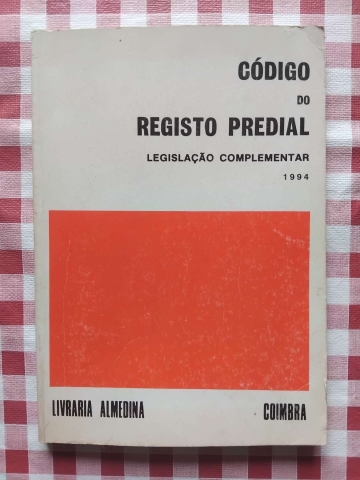 CÓDIGO
DO
REGISTO PREDIAL
LEGISLAÇÃO COMPLEMENTAR
1994
LIVRARIA ALMEDINA COIMBRA